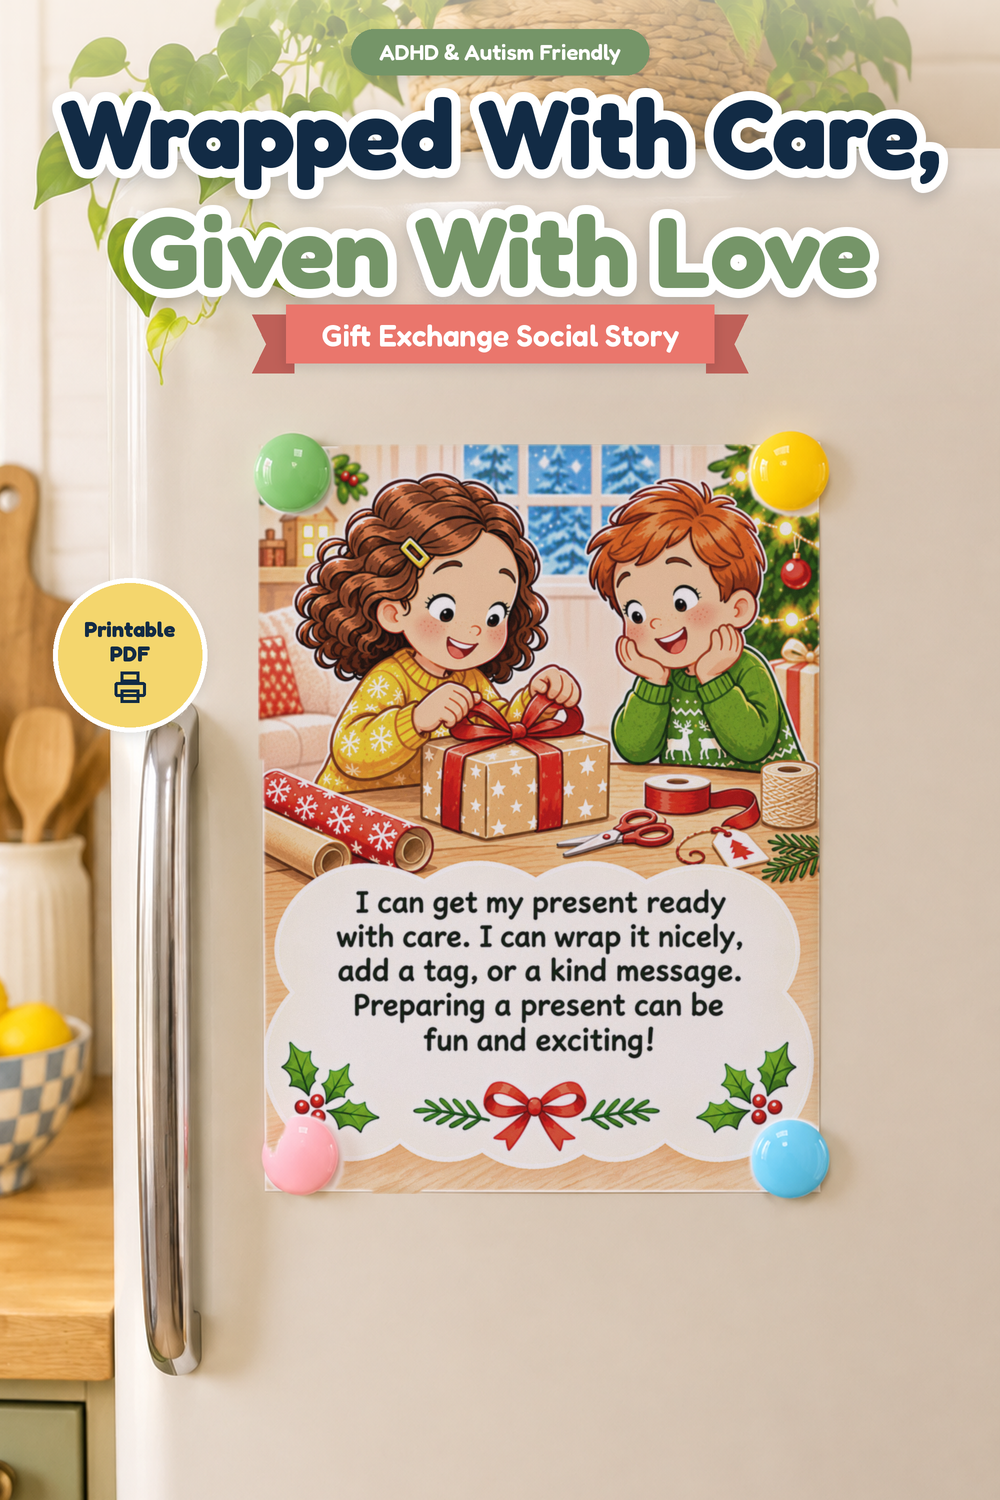 ADHD & Autism Friendly
Wrapped With Care,
Given With Love
Gift Exchange Social Story
Printable
PDF
I can get my present ready
with care. I can wrap it nicely,
add a tag, or a kind message.
Preparing a present can be
fun and exciting!